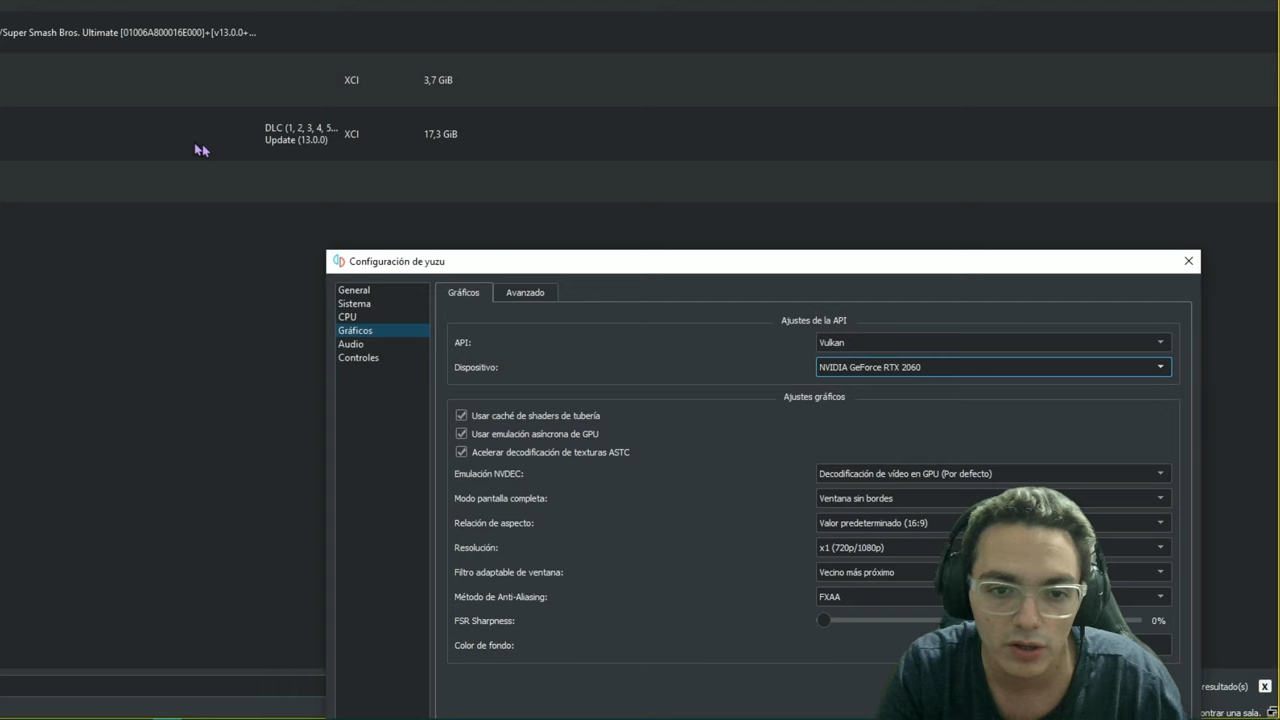 /Super Smash Bros. Ultimate [01006A800016E000]+[v13.0.0+...
XCI 3,7 GiB
DLC (1, 2, 3, 4, 5...
Update (13.0.0)
XCI 17,3 GiB
Configuración de yuzu
General
Sistema
CPU
Gráficos
Audio
Controles
Gráficos Avanzado
Ajustes de la API
API: Vulkan
Dispositivo: NVIDIA GeForce RTX 2060
Ajustes gráficos
Usar caché de shaders de tubería
Usar emulación asíncrona de GPU
Acelerar decodificación de texturas ASTC
Emulación NVDEC: Decodificación de vídeo en GPU (Por defecto)
Modo pantalla completa: Ventana sin bordes
Relación de aspecto: Valor predeterminado (16:9)
Resolución: x1 (720p/1080p)
Filtro adaptable de ventana: Vecino más próximo
Método de Anti-Aliasing: FXAA
FSR Sharpness: 0%
Color de fondo:
resultado(s) X
ontrar una sala.